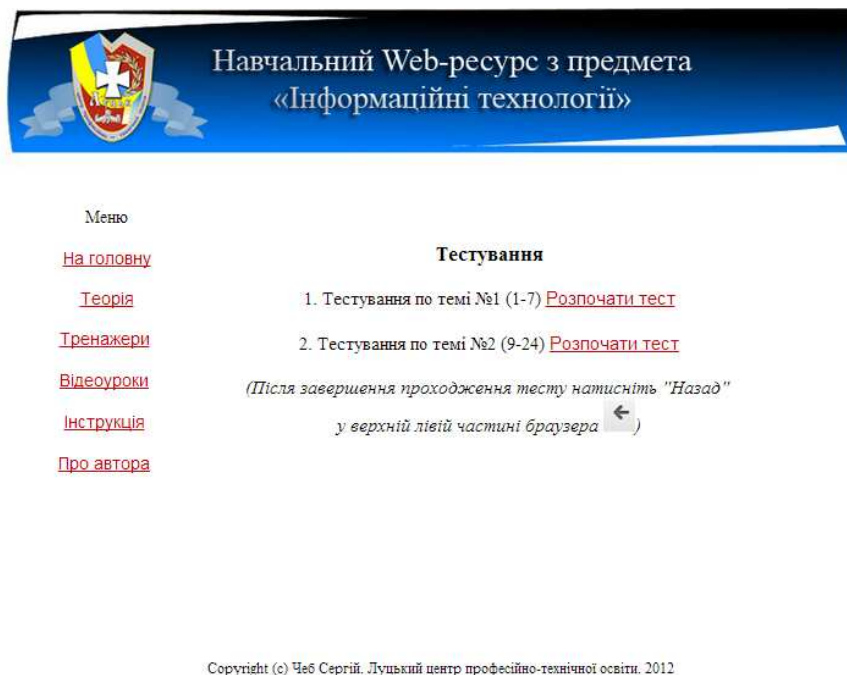 Навчальний Web-ресурс з предмета
«Інформаційні технології»
Меню
На головну
Теорія
Тренажери
Відеоуроки
Інструкція
Про автора
Тестування
1. Тестування по темі №1 (1-7) Розпочати тест
2. Тестування по темі №2 (9-24) Розпочати тест
(Після завершення проходження тесту натисніть "Назад"
у верхній лівій частині браузера )
Copyright (c) Чеб Сергій. Луцький центр професійно-технічної освіти. 2012